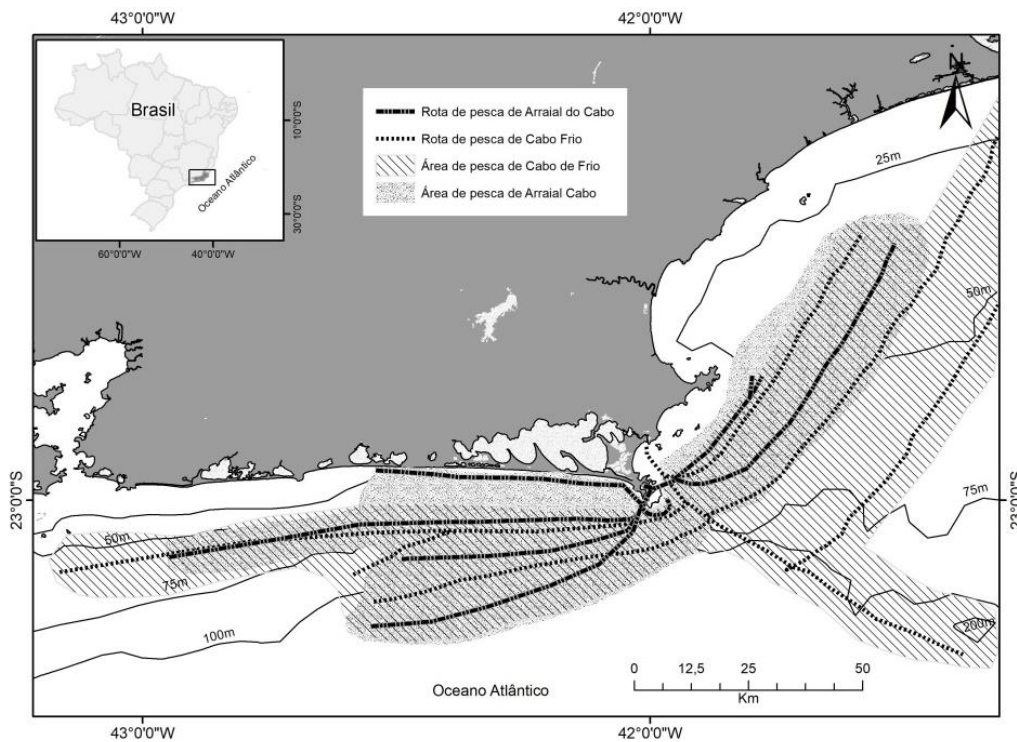 43°0'0"W
42°0'0"W
Brasil
Oceano Atlântico
10°0'0"S
30°0'0"S
60°0'0"W
40°0'0"W
Rota de pesca de Arraial do Cabo
Rota de pesca de Cabo Frio
Área de pesca de Cabo de Frio
Área de pesca de Arraial Cabo
N
25m
50m
75m
23°0'0"S
23°0'0"S
50m
75m
100m
200m
0 12,5 25 50
Km
Oceano Atlântico
43°0'0"W
42°0'0"W